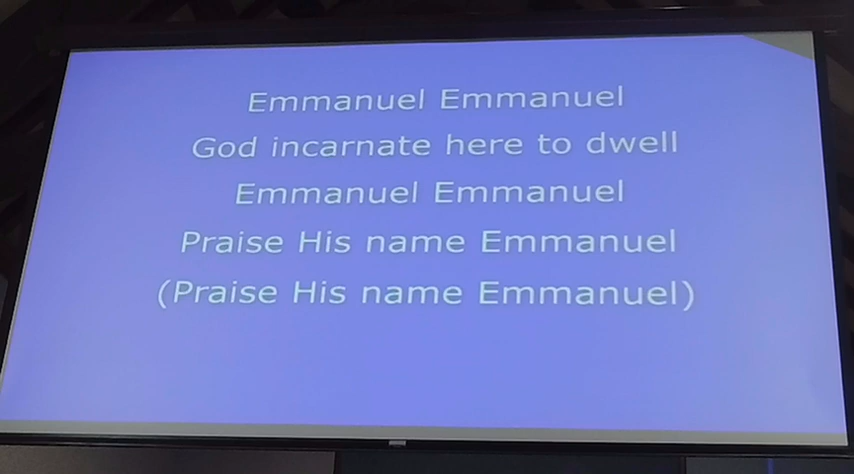 Emmanuel Emmanuel
God incarnate here to dwell
Emmanuel Emmanuel
Praise His name Emmanuel
(Praise His name Emmanuel)